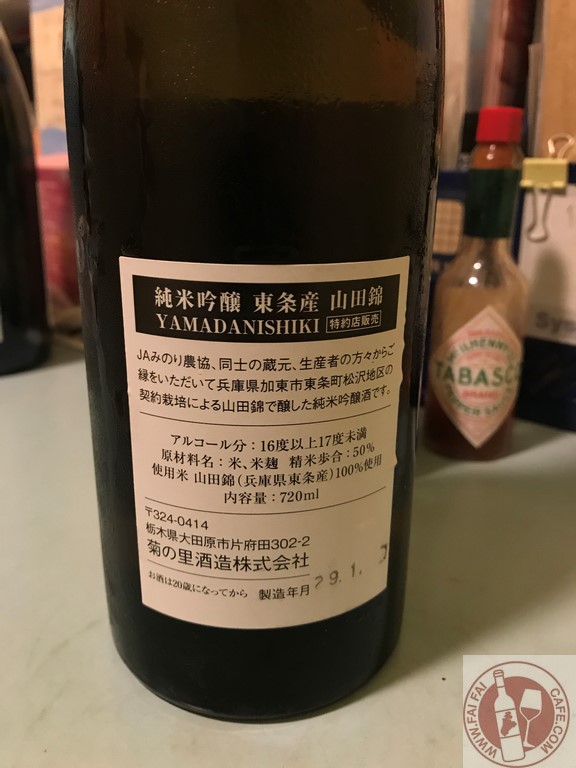 純米吟醸 東条産 山田錦
YAMADANISHIKI 特約店販売
JAみのり農協、同士の蔵元、生産者の方々からご
縁をいただいて兵庫県加東市東条町松沢地区の
契約栽培による山田錦で醸した純米吟醸酒です。
アルコール分：16度以上17度未満
原材料名：米、米麹 精米歩合：50%
使用米 山田錦(兵庫県東条産)100%使用
内容量：720ml
〒324-0414
栃木県大田原市片府田302-2
菊の里酒造株式会社
お酒は20歳になってから 製造年月 29.1.
TABASCO
BRAND
PEPPER SAUCE
WWW.FAI FAI CAFE.COM